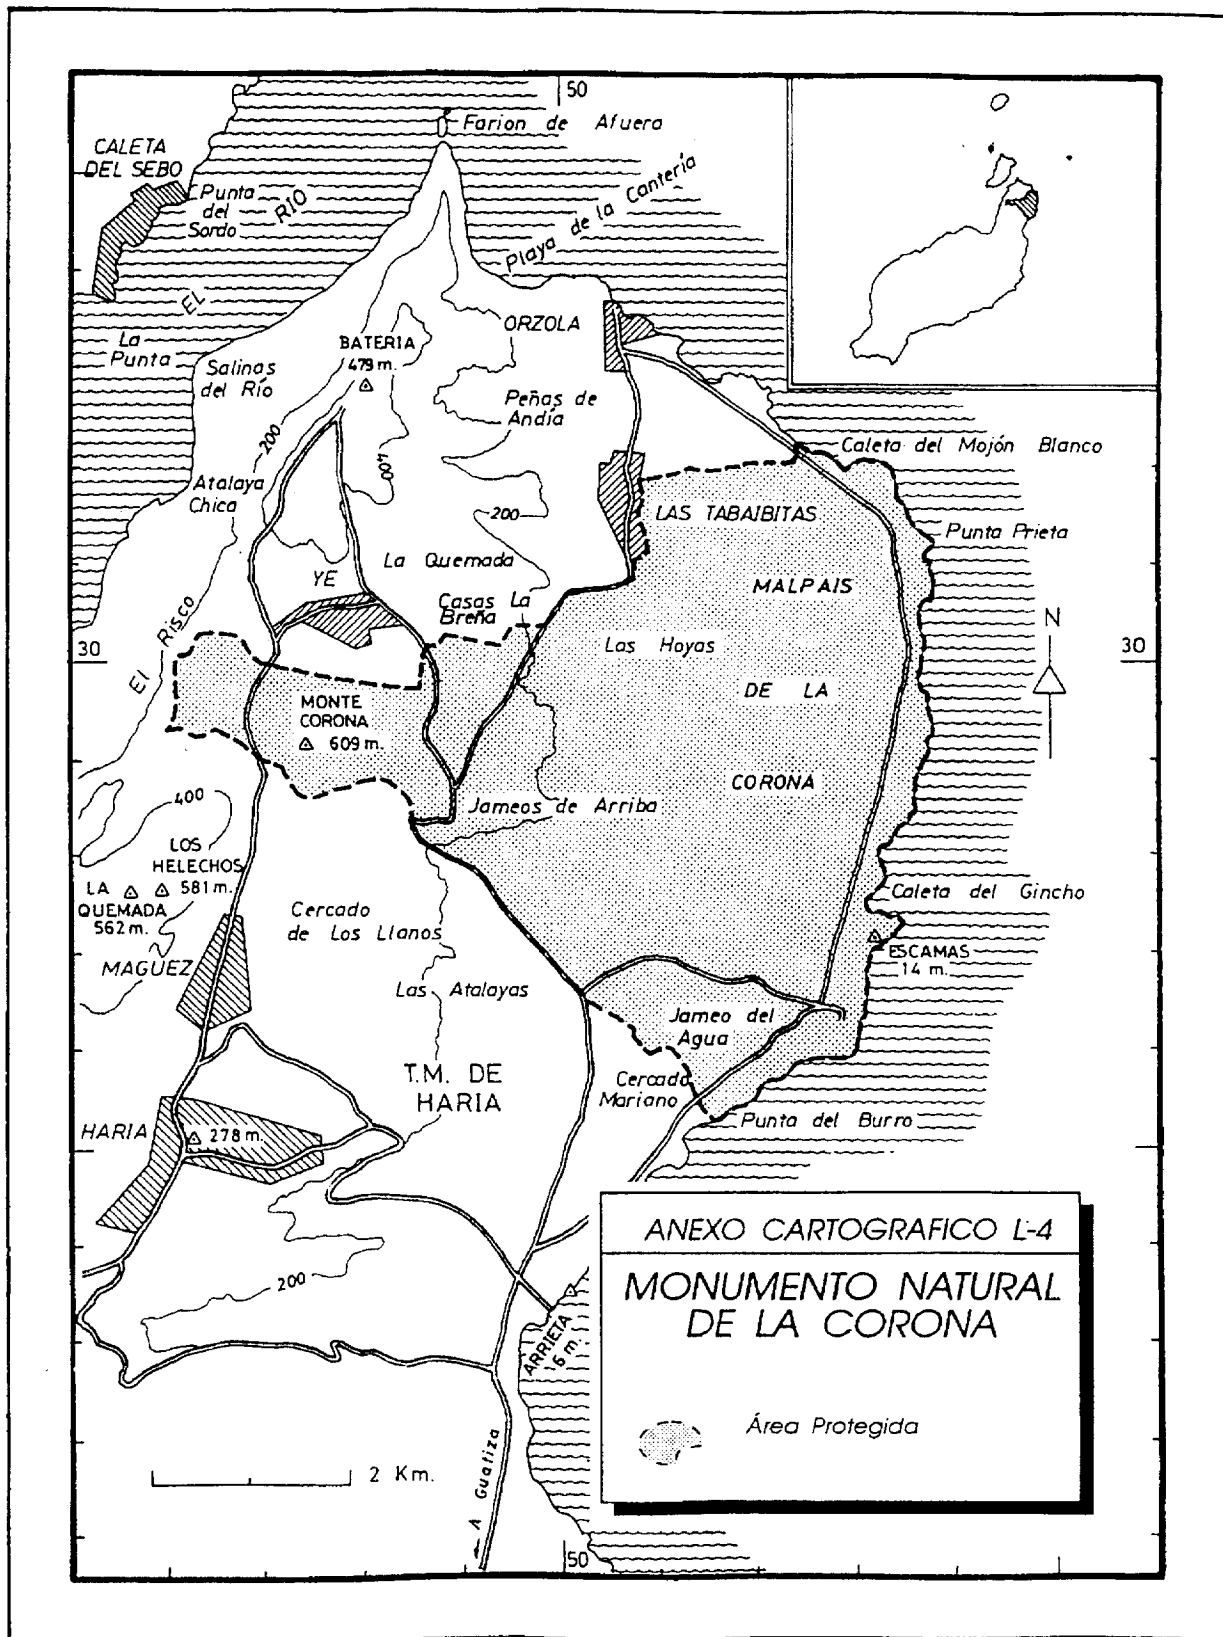 50
Farion de Afuera
CALETA
DEL SEBO
Punta
del
Sordo
EL RIO
Playa de la Cantería
La
Punta
Salinas
del Río
BATERIA
479 m.
ORZOLA
Peñas de
Andía
200
400
Atalaya
Chica
200
Caleta del Mojón Blanco
LAS TABAIBITAS
Punta Prieta
La Quemada
YE
MALPAIS
Casas La
Breña
El Risco
Las Hoyas
N
30
30
DE LA
MONTE
CORONA
609 m.
CORONA
400
Jameos de Arriba
LOS
HELECHOS
581 m.
LA
QUEMADA
562 m.
Caleta del Gincho
Cercado
de Los Llanos
ESCAMAS
14 m.
MAGUEZ
Las Atalayas
Jameo del
Agua
T.M. DE
HARIA
Cercado
Mariano
HARIA
278 m.
Punta del Burro
200
ARRIETA
6 m.
ANEXO CARTOGRAFICO L-4
MONUMENTO NATURAL
DE LA CORONA
Área Protegida
2 Km.
A Guatiza
50